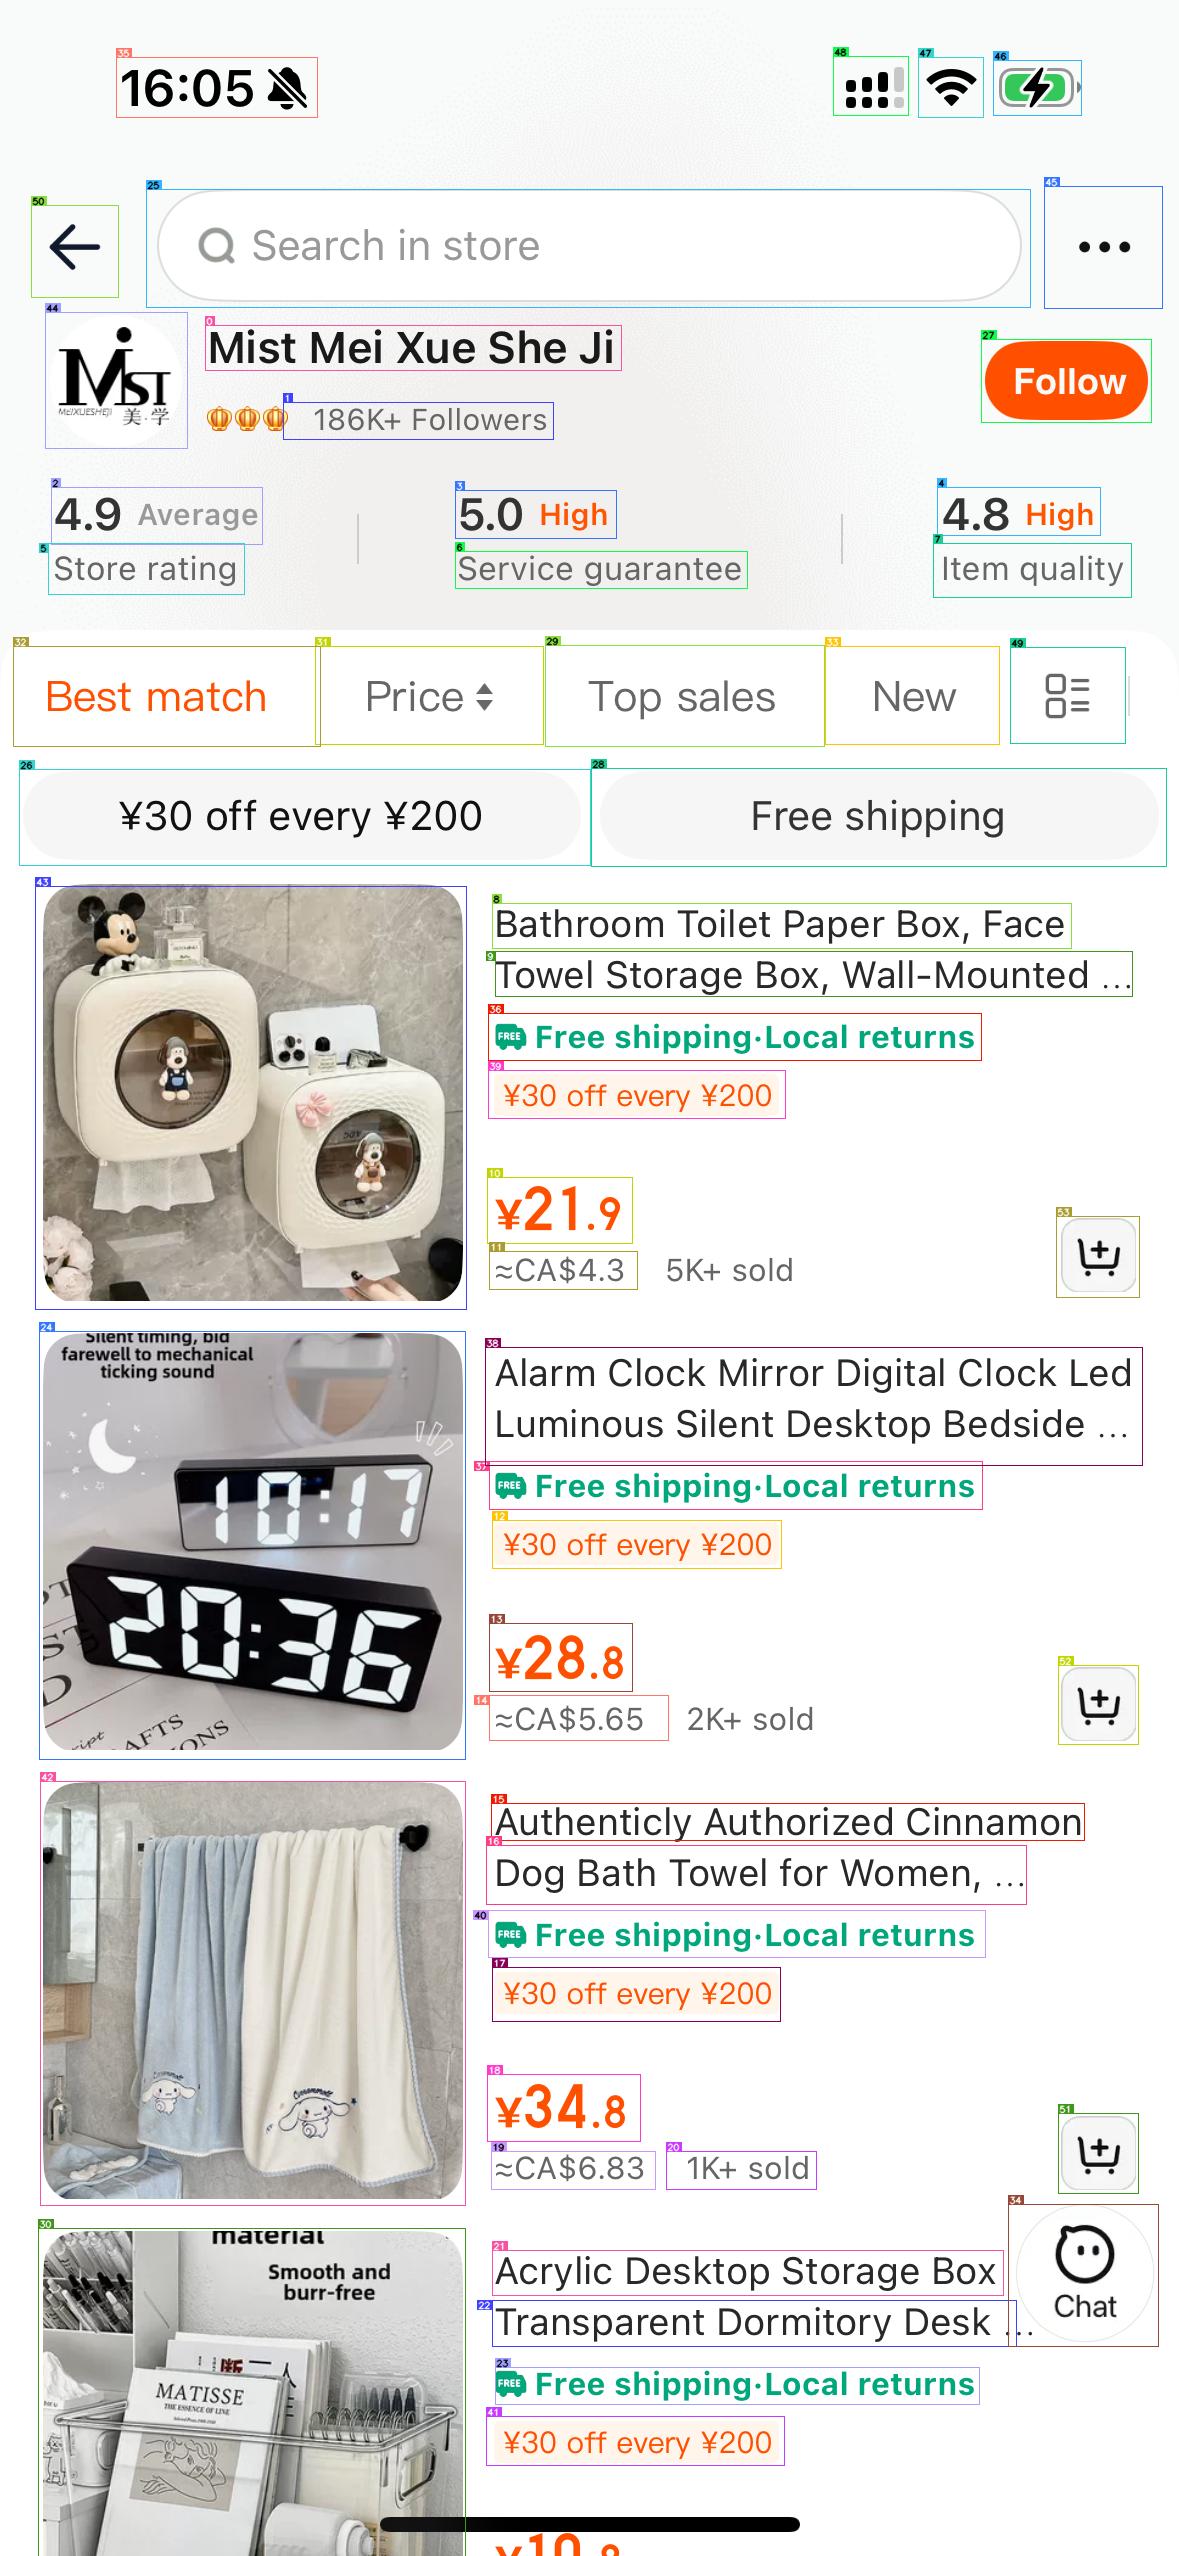 16:05
Search in store
MIST
MEIXUESHEJI 美·学
Mist Mei Xue She Ji
186K+ Followers
Follow
4.9 Average
Store rating
5.0 High
Service guarantee
4.8 High
Item quality
Best match
Price
Top sales
New
¥30 off every ¥200
Free shipping
Bathroom Toilet Paper Box, Face
Towel Storage Box, Wall-Mounted ...
FREE Free shipping·Local returns
¥30 off every ¥200
¥21.9
≈CA$4.3 5K+ sold
Silent timing, bid
farewell to mechanical
ticking sound
10:17
20:36
Alarm Clock Mirror Digital Clock Led
Luminous Silent Desktop Bedside ...
FREE Free shipping·Local returns
¥30 off every ¥200
¥28.8
≈CA$5.65 2K+ sold
Authenticly Authorized Cinnamon
Dog Bath Towel for Women, ...
FREE Free shipping·Local returns
¥30 off every ¥200
¥34.8
≈CA$6.83 1K+ sold
material
Smooth and
burr-free
MATISSE
THE ESSENCE OF LINE
Acrylic Desktop Storage Box
Transparent Dormitory Desk ...
Chat
FREE Free shipping·Local returns
¥30 off every ¥200